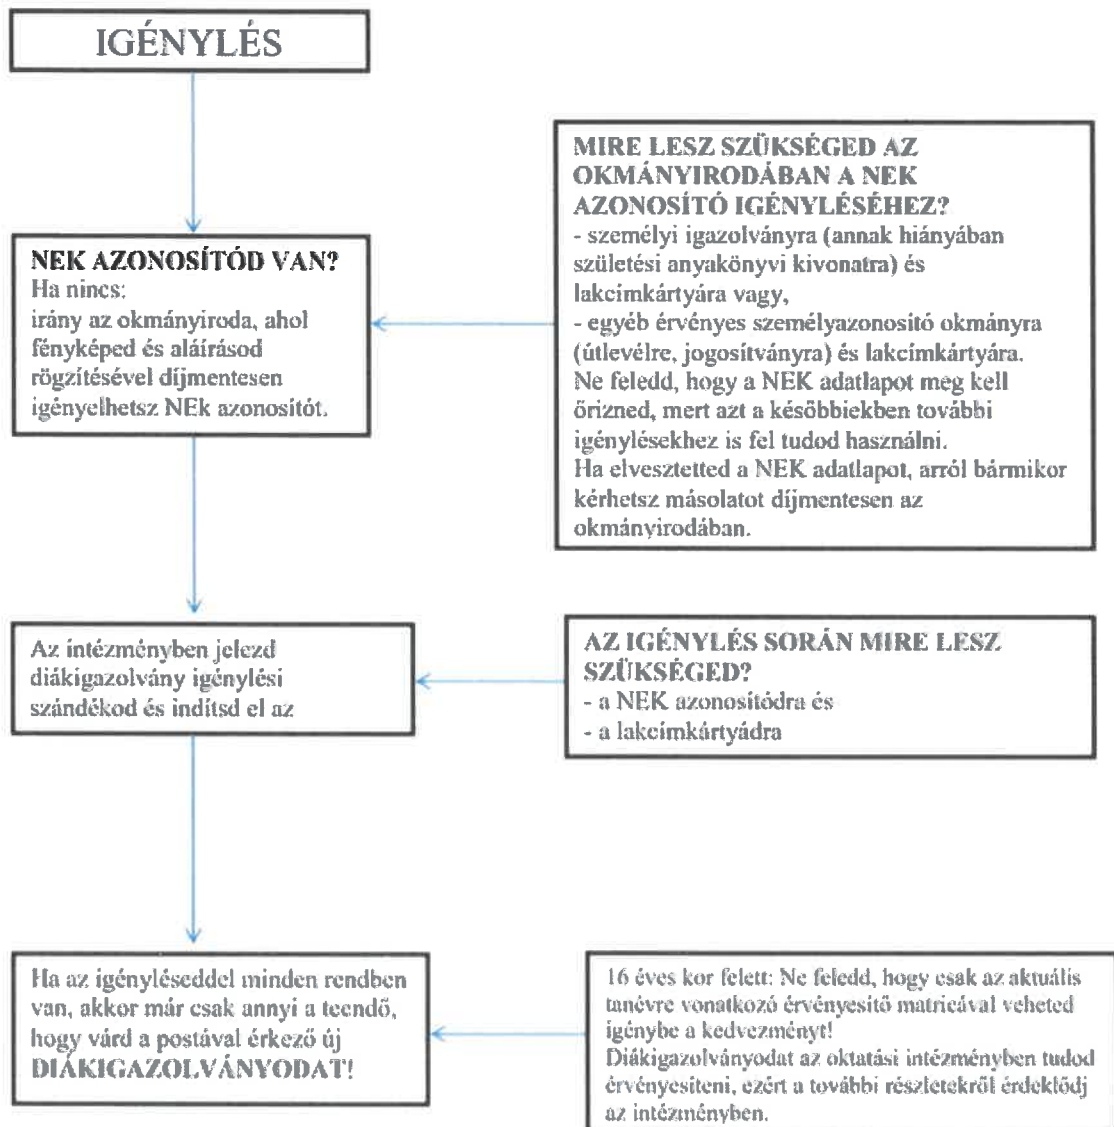 IGÉNYLÉS
MIRE LESZ SZÜKSÉGED AZ
OKMÁNYIRODÁBAN A NEK
AZONOSÍTÓ IGÉNYLÉSÉHEZ?
- személyi igazolványra (annak hiányában
születési anyakönyvi kivonatra) és
lakcímkártyára vagy,
- egyéb érvényes személyazonosító okmányra
(útlevélre, jogosítványra) és lakcímkártyára.
Ne feledd, hogy a NEK adatlapot meg kell
őrizned, mert azt a későbbiekben további
igénylésekhez is fel tudod használni.
Ha elvesztetted a NEK adatlapot, arról bármikor
kérhetsz másolatot díjmentesen az
okmányirodában.
NEK AZONOSÍTÓD VAN?
Ha nincs:
irány az okmányiroda, ahol
fényképed és aláírásod
rögzítésével díjmentesen
igényelhetsz NEk azonosítót.
Az intézményben jelezd
diákigazolvány igénylési
szándékod és indítsd el az
AZ IGÉNYLÉS SORÁN MIRE LESZ
SZÜKSÉGED?
- a NEK azonosítódra és
- a lakcímkártyádra
Ha az igényléseddel minden rendben
van, akkor már csak annyi a teendő,
hogy várd a postával érkező új
DIÁKIGAZOLVÁNYODAT!
16 éves kor felett: Ne feledd, hogy csak az aktuális
tanévre vonatkozó érvényesítő matricával veheted
igénybe a kedvezményt!
Diákigazolványodat az oktatási intézményben tudod
érvényesíteni, ezért a további részletekről érdeklődj
az intézményben.